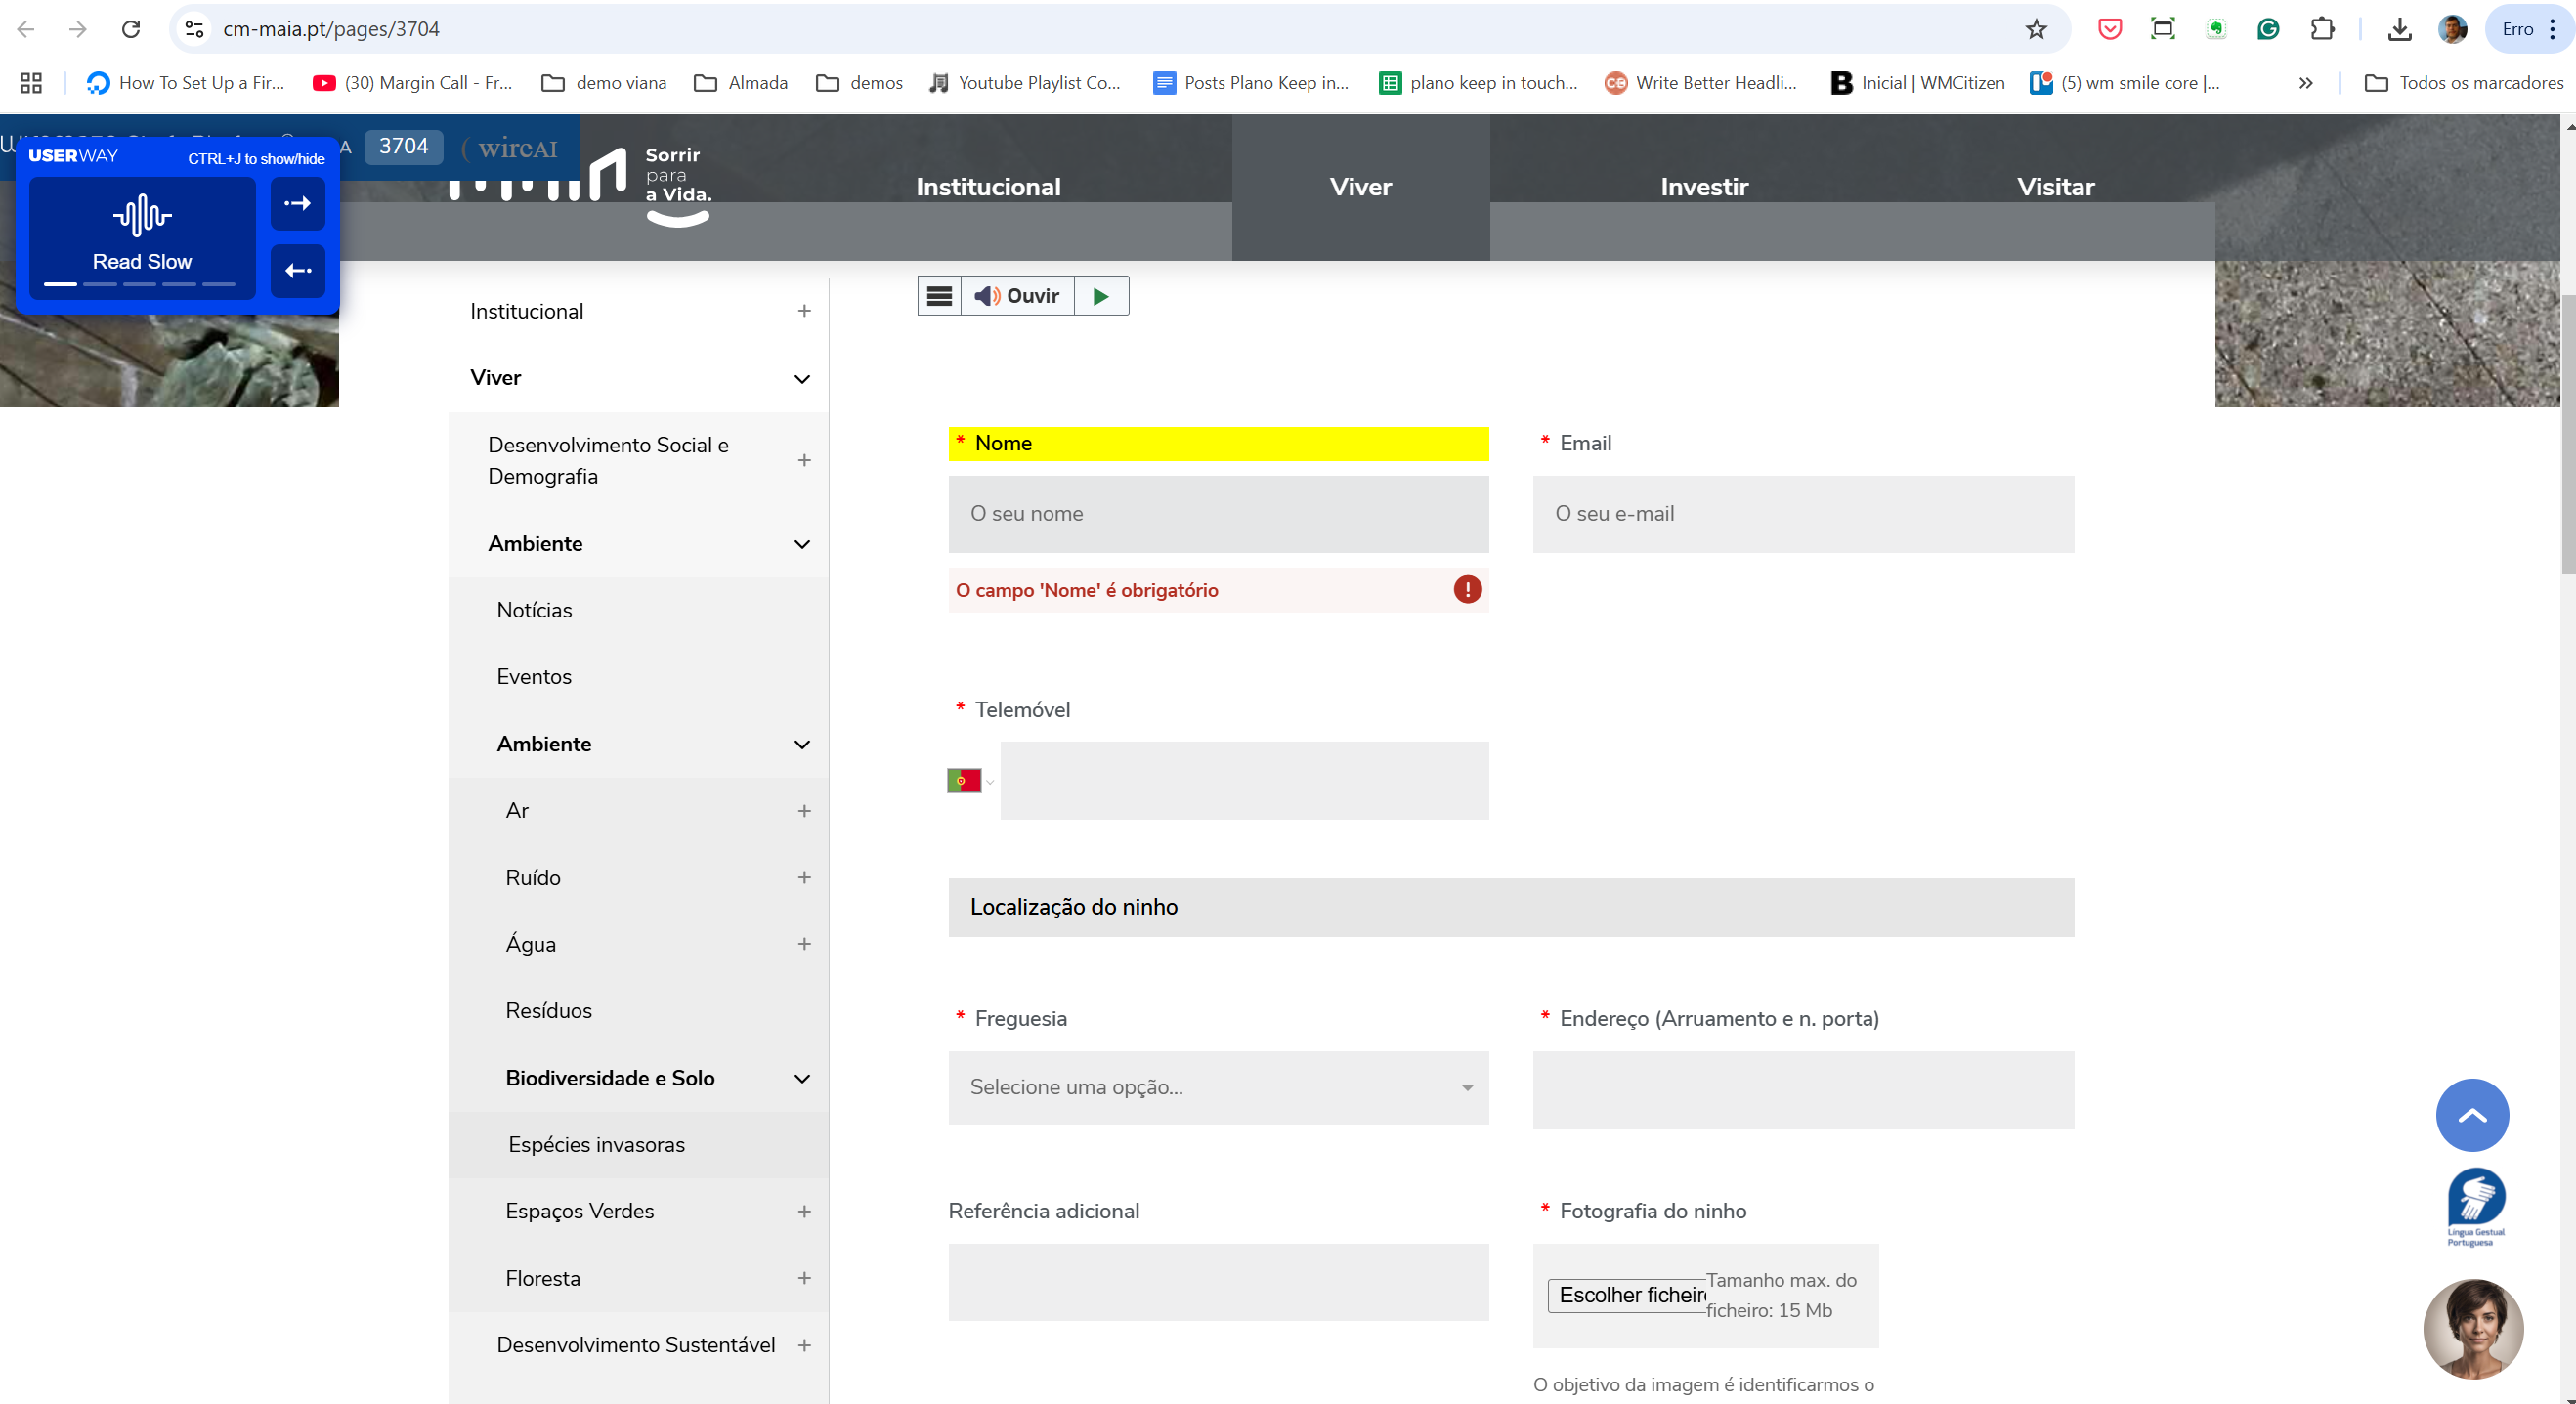 cm-maia.pt/pages/3704
Erro
How To Set Up a Fir...
(30) Margin Call - Fr...
demo viana
Almada
demos
Youtube Playlist Co...
Posts Plano Keep in...
plano keep in touch...
Write Better Headli...
Inicial | WMCitizen
(5) wm smile core |...
»
Todos os marcadores
A 3704 ( wireAI
USERWAY CTRL+J to show/hide
Read Slow
Sorrir
para
a Vida.
Institucional
Viver
Investir
Visitar
Institucional +
Viver
Desenvolvimento Social e
Demografia +
Ambiente
Notícias
Eventos
Ambiente
Ar +
Ruído +
Água +
Resíduos
Biodiversidade e Solo
Espécies invasoras
Espaços Verdes +
Floresta +
Desenvolvimento Sustentável +
Ouvir
* Nome
O seu nome
O campo 'Nome' é obrigatório
* Email
O seu e-mail
* Telemóvel
Localização do ninho
* Freguesia
Selecione uma opção...
* Endereço (Arruamento e n. porta)
Referência adicional
* Fotografia do ninho
Escolher ficheir
Tamanho max. do
ficheiro: 15 Mb
O objetivo da imagem é identificarmos o
Língua Gestual
Portuguesa